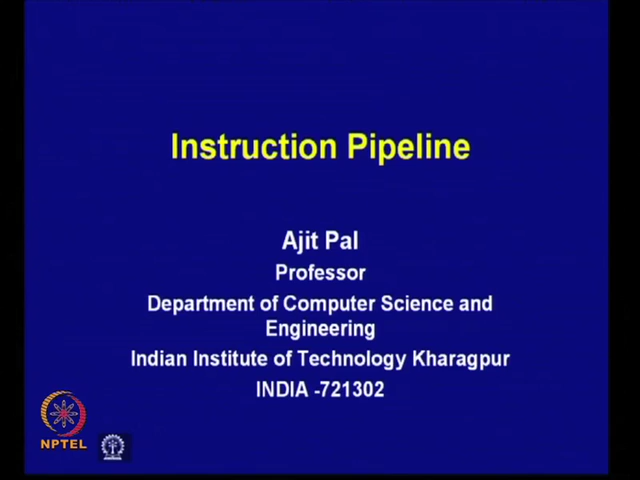 Instruction Pipeline
Ajit Pal
Professor
Department of Computer Science and
Engineering
Indian Institute of Technology Kharagpur
INDIA -721302
NPTEL